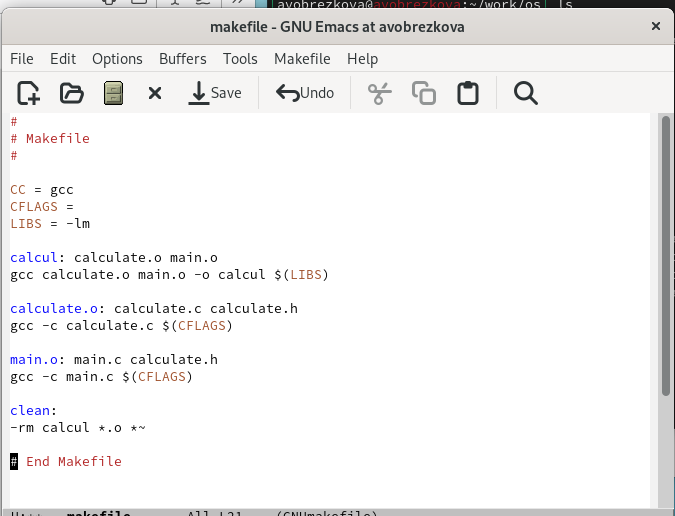 avobrezkova@avobrezkova:~/work/os ls
makefile - GNU Emacs at avobrezkova
File Edit Options Buffers Tools Makefile Help
Save Undo
#
# Makefile
#
CC = gcc
CFLAGS =
LIBS = -lm
calcul: calculate.o main.o
gcc calculate.o main.o -o calcul $(LIBS)
calculate.o: calculate.c calculate.h
gcc -c calculate.c $(CFLAGS)
main.o: main.c calculate.h
gcc -c main.c $(CFLAGS)
clean:
-rm calcul *.o *~
# End Makefile
makefile All L21 (GNUmakefile)